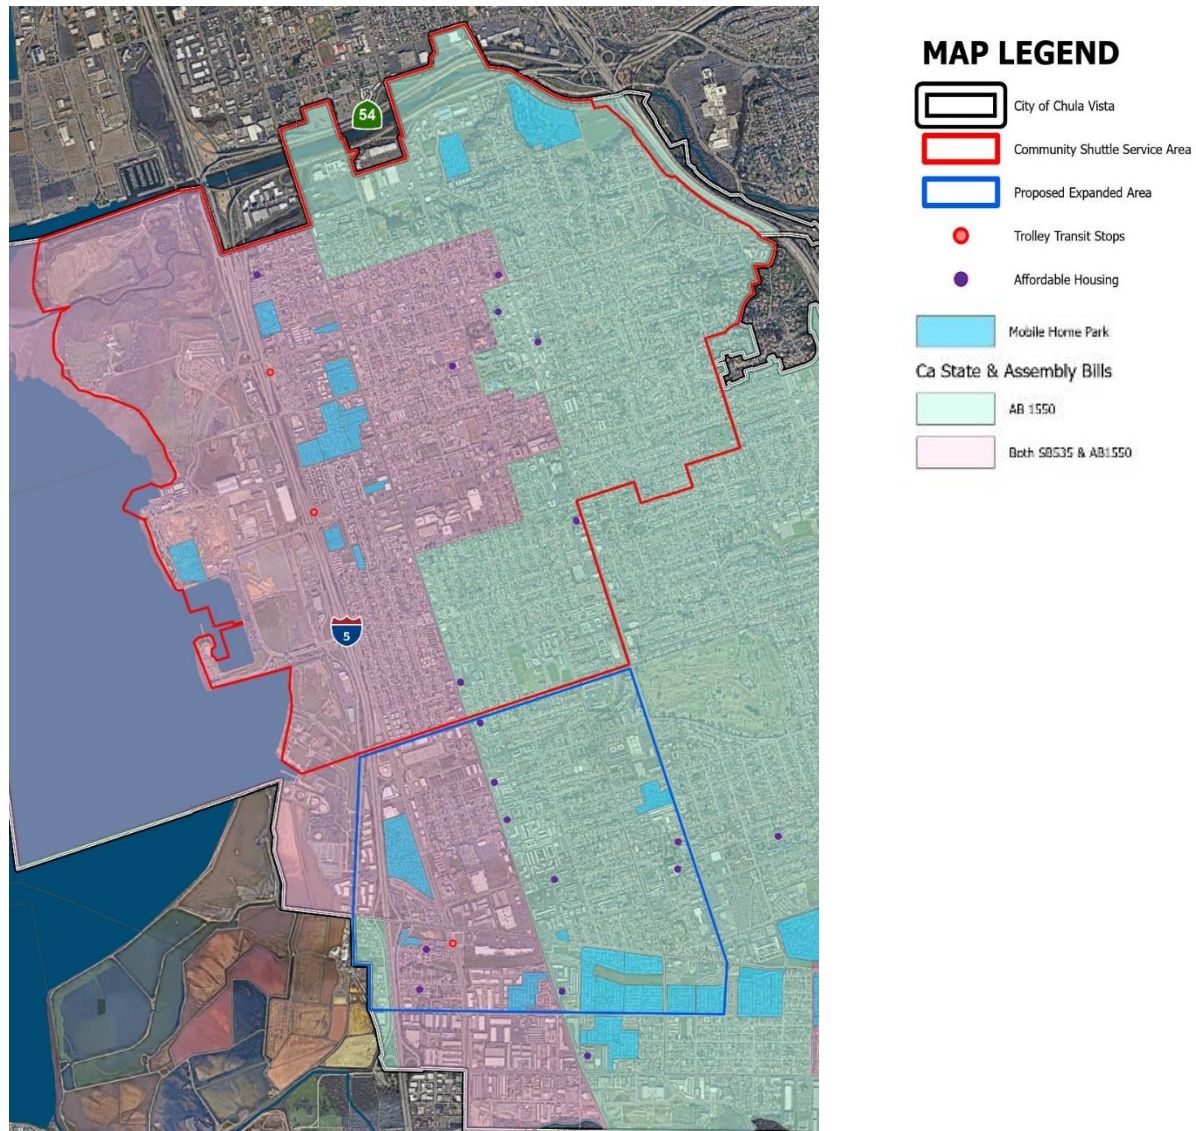 MAP LEGEND
City of Chula Vista
Community Shuttle Service Area
Proposed Expanded Area
Trolley Transit Stops
Affordable Housing
Mobile Home Park
Ca State & Assembly Bills
AB 1550
Both SB535 & AB1550
54
5